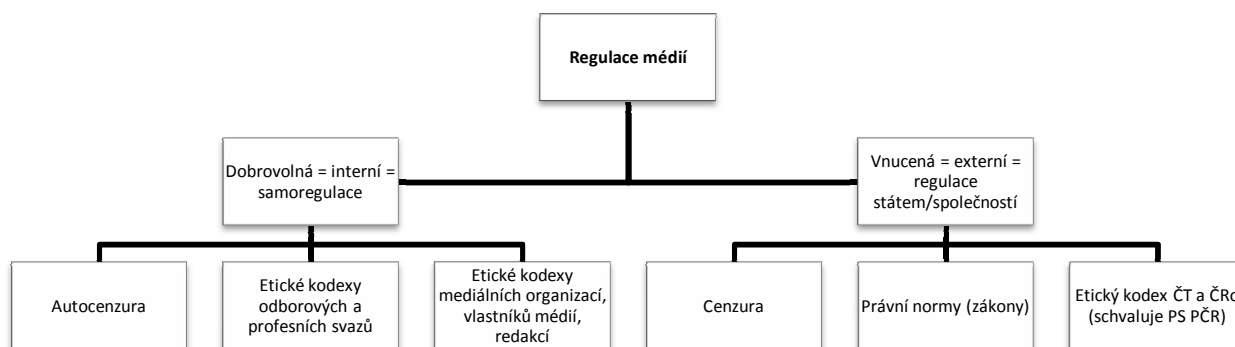 Regulace médií
Dobrovolná = interní =
samoregulace
Vnucená = externí =
regulace
státem/společností
Autocenzura
Etické kodexy
odborových a
profesních svazů
Etické kodexy
mediálních organizací,
vlastníků médií,
redakcí
Cenzura
Právní normy (zákony)
Etický kodex ČT a ČRo
(schvaluje PS PČR)